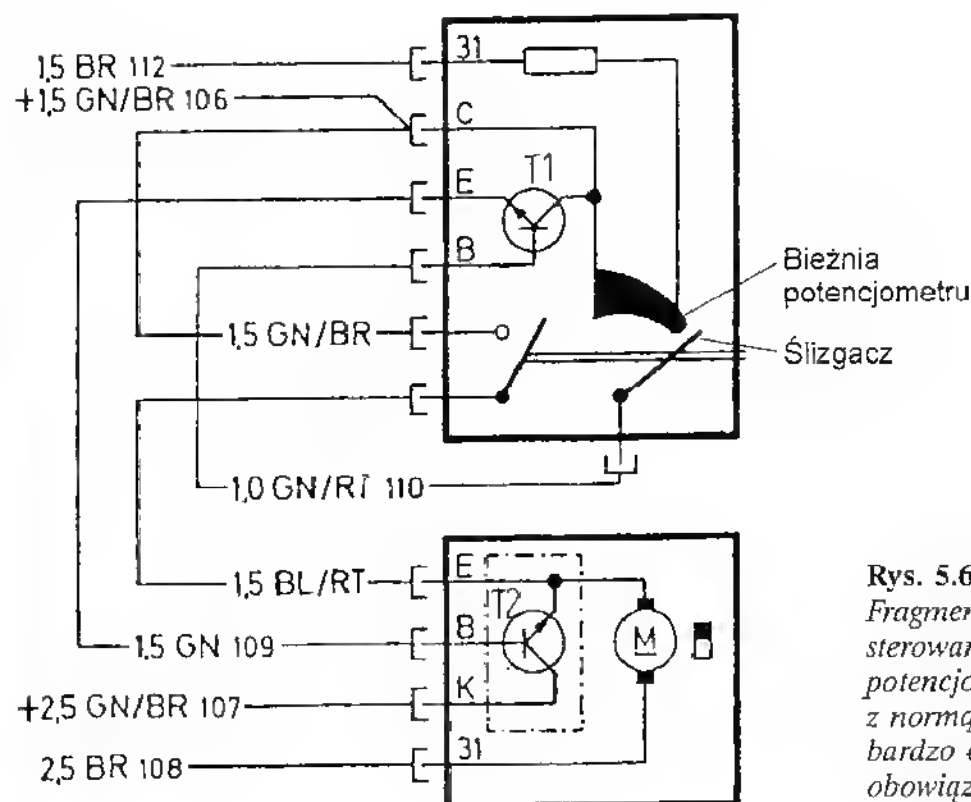 31
1,5 BR 112
+1,5 GN/BR 106
C
T1
E
B
Bieżnia
potencjometru
1,5 GN/BR
Ślizgacz
1,0 GN/RT 110
E
1,5 BL/RT
T2
B
M
1,5 GN 109
K
+2,5 GN/BR 107
31
2,5 BR 108
Rys. 5.6
Fragmen
sterowan
potencjo
z normą
bardzo
obowiąz